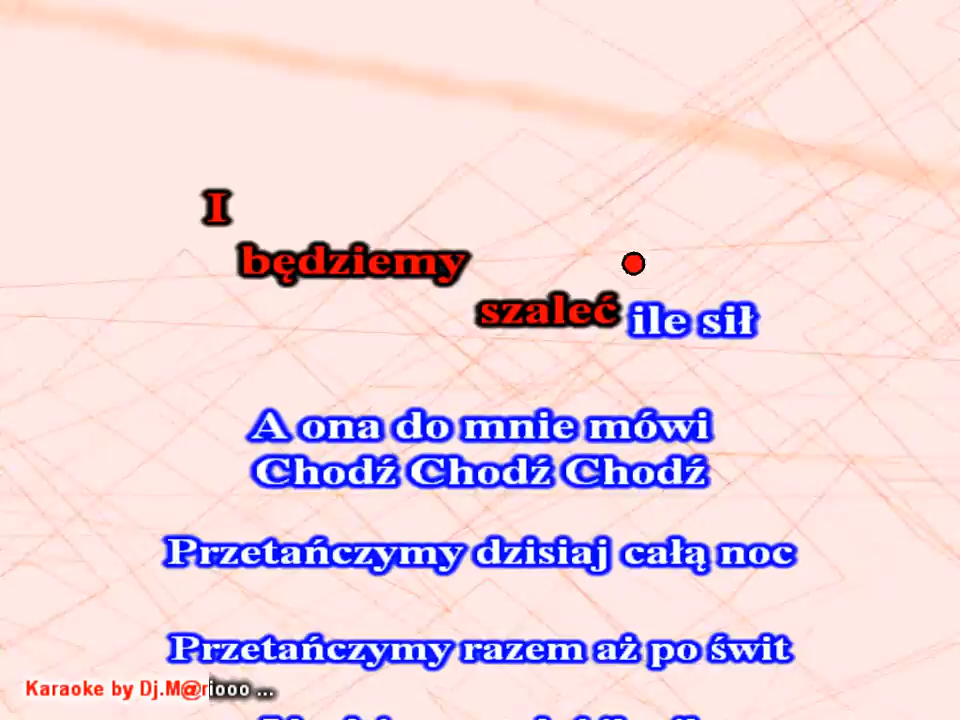 I będziemy szaleć ile sił
A ona do mnie mówi
Chodź Chodź Chodź
Przetańczymy dzisiaj całą noc
Przetańczymy razem aż po świt
Karaoke by Dj.M@riooo ...